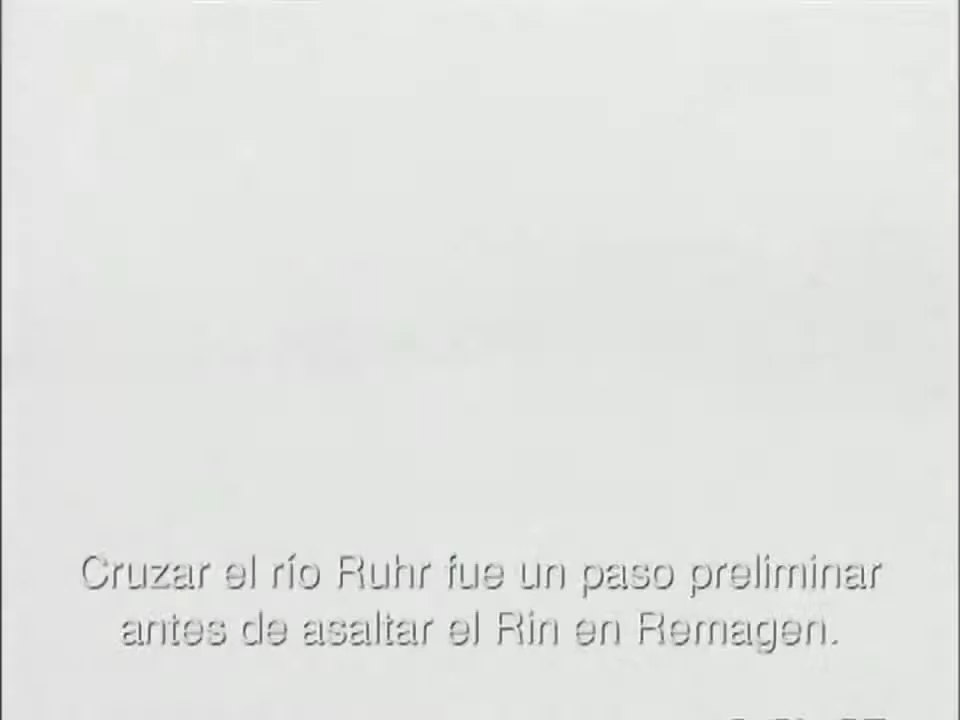 Cruzar el río Ruhr fue un paso preliminar
antes de asaltar el Rin en Remagen.